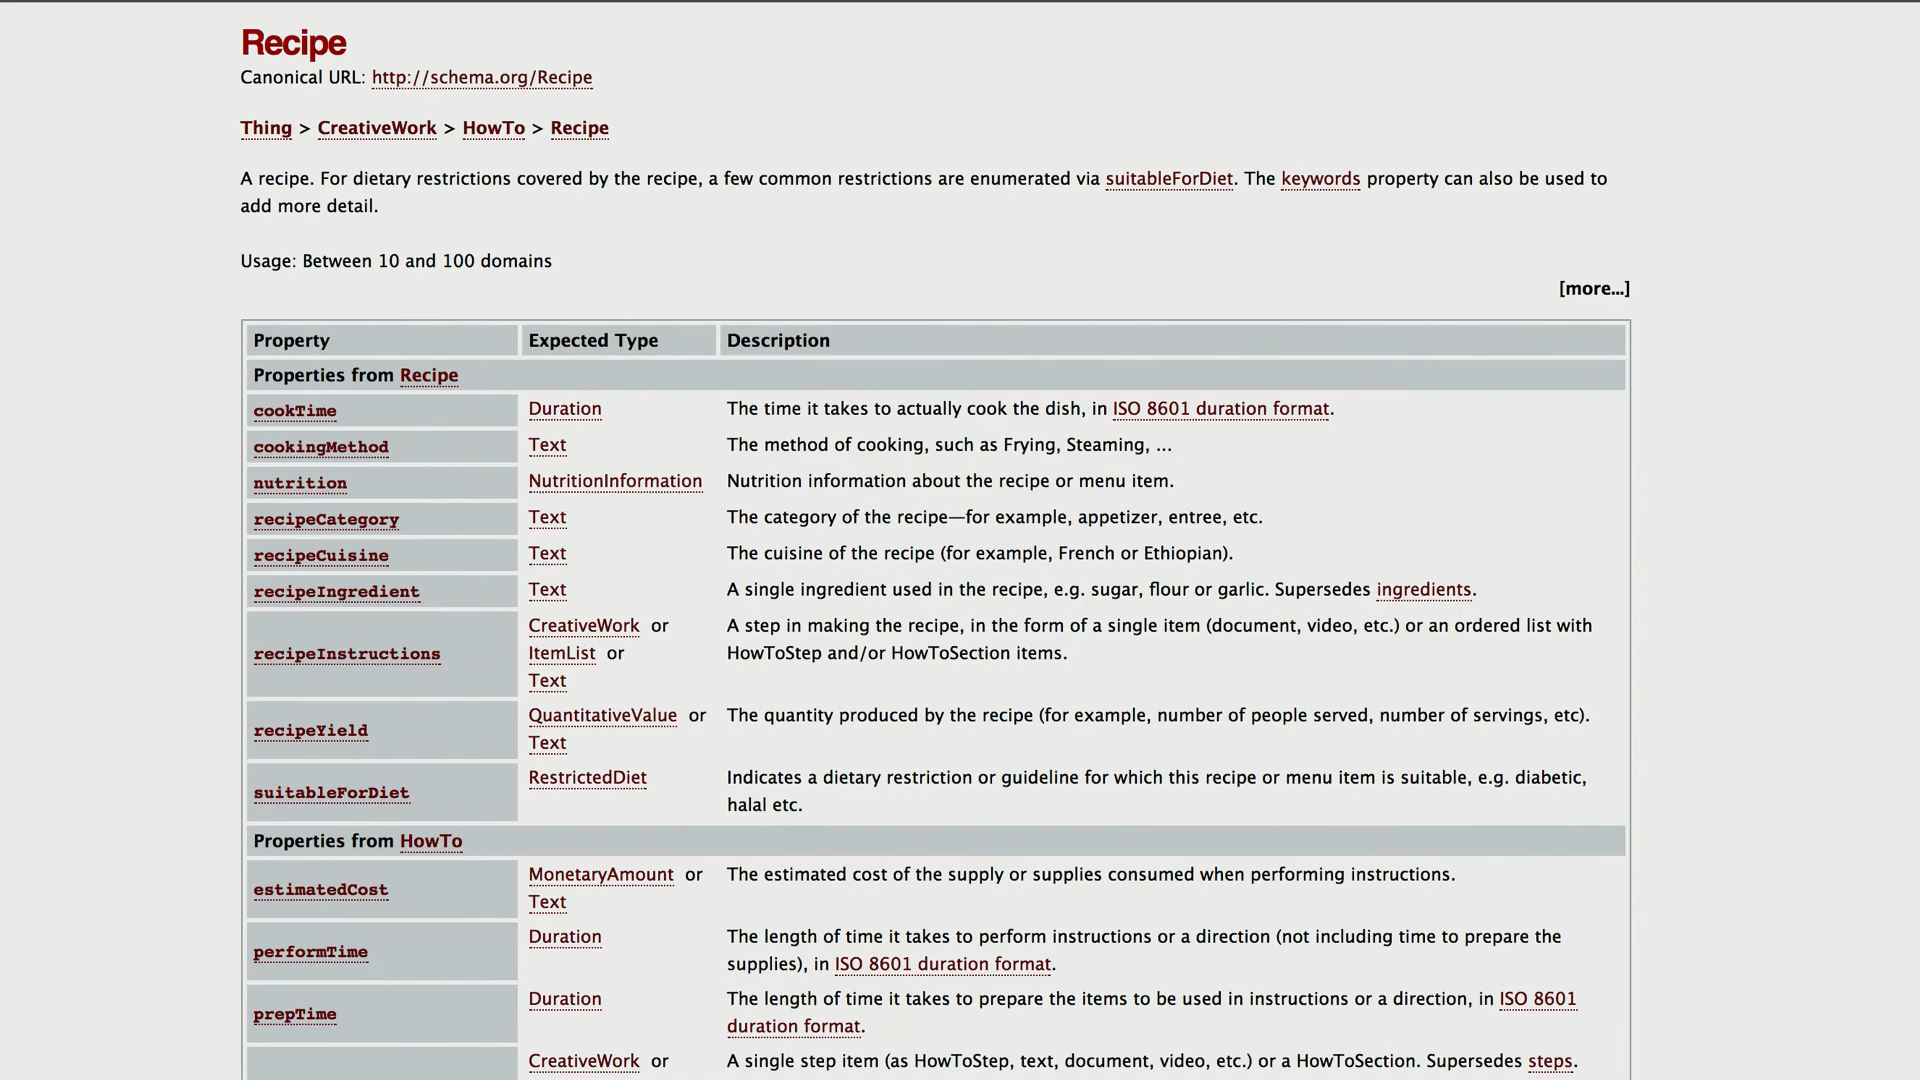 Recipe
Canonical URL: http://schema.org/Recipe
Thing > CreativeWork > HowTo > Recipe
A recipe. For dietary restrictions covered by the recipe, a few common restrictions are enumerated via suitableForDiet. The keywords property can also be used to
add more detail.
Usage: Between 10 and 100 domains
[more...]
Property Expected Type Description
Properties from Recipe
cookTime Duration The time it takes to actually cook the dish, in ISO 8601 duration format.
cookingMethod Text The method of cooking, such as Frying, Steaming, ...
nutrition NutritionInformation Nutrition information about the recipe or menu item.
recipeCategory Text The category of the recipe—for example, appetizer, entree, etc.
recipeCuisine Text The cuisine of the recipe (for example, French or Ethiopian).
recipeIngredient Text A single ingredient used in the recipe, e.g. sugar, flour or garlic. Supersedes ingredients.
recipeInstructions CreativeWork or A step in making the recipe, in the form of a single item (document, video, etc.) or an ordered list with
ItemList or HowToStep and/or HowToSection items.
Text
recipeYield QuantitativeValue or The quantity produced by the recipe (for example, number of people served, number of servings, etc).
Text
suitableForDiet RestrictedDiet Indicates a dietary restriction or guideline for which this recipe or menu item is suitable, e.g. diabetic,
halal etc.
Properties from HowTo
estimatedCost MonetaryAmount or The estimated cost of the supply or supplies consumed when performing instructions.
Text
performTime Duration The length of time it takes to perform instructions or a direction (not including time to prepare the
supplies), in ISO 8601 duration format.
prepTime Duration The length of time it takes to prepare the items to be used in instructions or a direction, in ISO 8601
duration format.
CreativeWork or A single step item (as HowToStep, text, document, video, etc.) or a HowToSection. Supersedes steps.